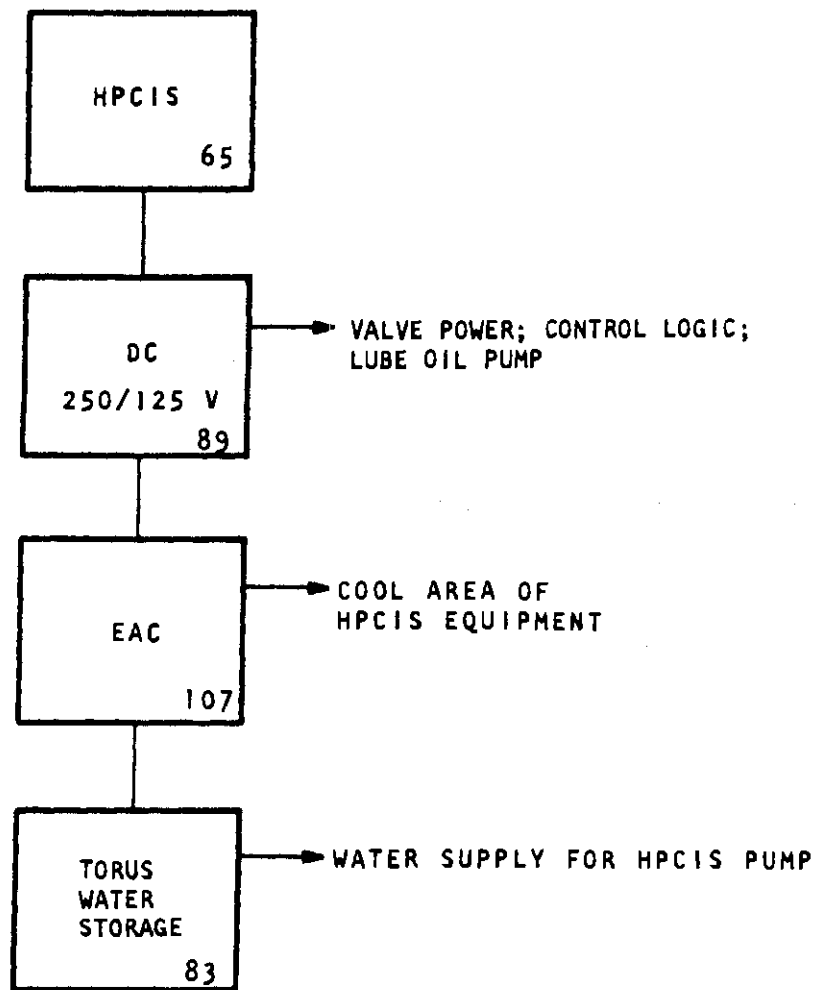 HPCIS
65
DC
250/125 V
89
VALVE POWER; CONTROL LOGIC;
LUBE OIL PUMP
EAC
107
COOL AREA OF
HPCIS EQUIPMENT
TORUS
WATER
STORAGE
83
WATER SUPPLY FOR HPCIS PUMP